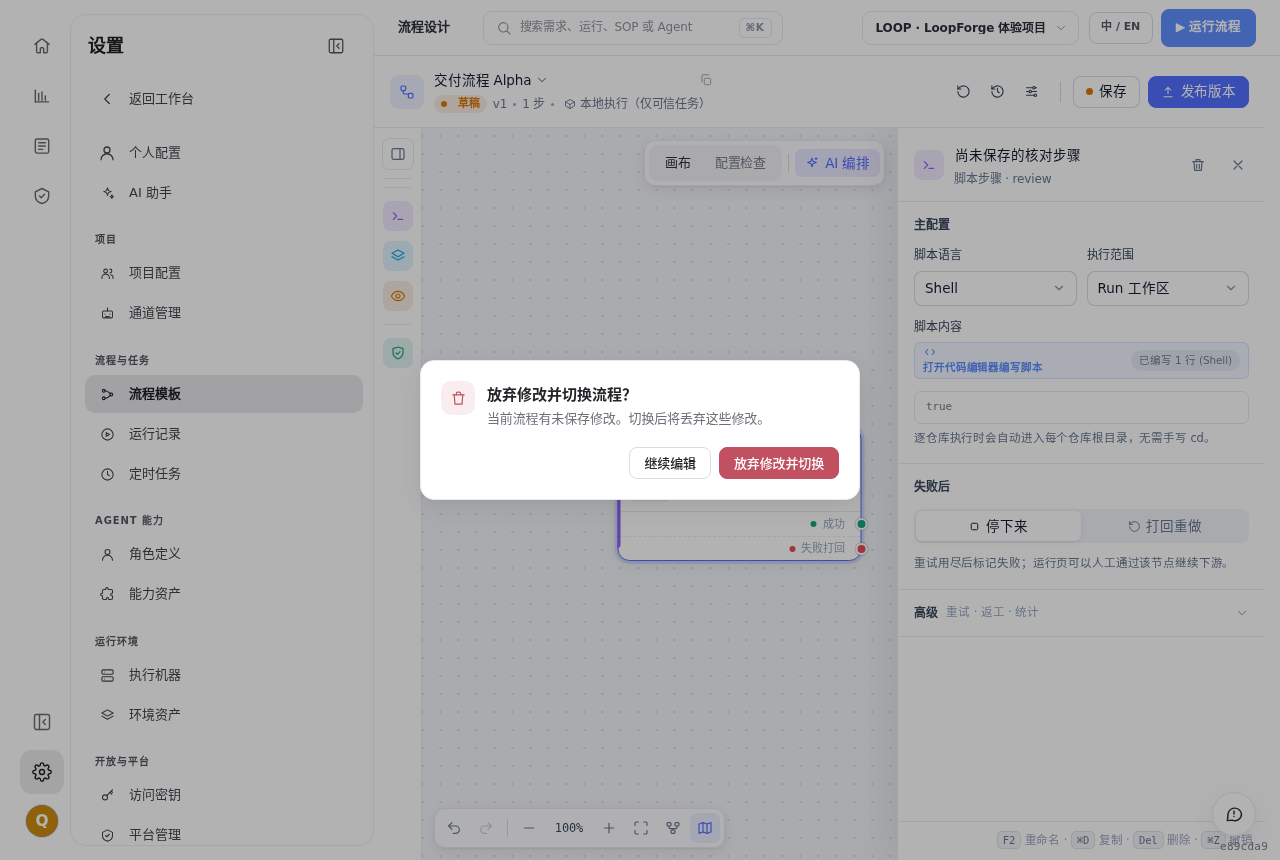 设置
返回工作台
个人配置
AI 助手
项目
项目配置
通道管理
流程与任务
流程模板
运行记录
定时任务
AGENT 能力
角色定义
能力资产
运行环境
执行机器
环境资产
开放与平台
访问密钥
平台管理
Q
流程设计
搜索需求、运行、SOP 或 Agent
⌘K
LOOP · LoopForge 体验项目
中 / EN
▶ 运行流程
交付流程 Alpha
草稿 v1 • 1 步 • 本地执行（仅可信任务）
保存
发布版本
画布
配置检查
AI 编排
尚未保存的核对步骤
脚本步骤 · review
主配置
脚本语言
执行范围
Shell
Run 工作区
脚本内容
打开代码编辑器编写脚本
已编写 1 行 (Shell)
true
逐仓库执行时会自动进入每个仓库根目录，无需手写 cd。
失败后
停下来
打回重做
重试用尽后标记失败；运行页可以人工通过该节点继续下游。
高级 重试 · 返工 · 统计
放弃修改并切换流程？
当前流程有未保存修改。切换后将丢弃这些修改。
继续编辑
放弃修改并切换
成功
失败打回
100%
F2 重命名 · ⌘D 复制 · Del 删除 · ⌘Z 撤销
e89cda9